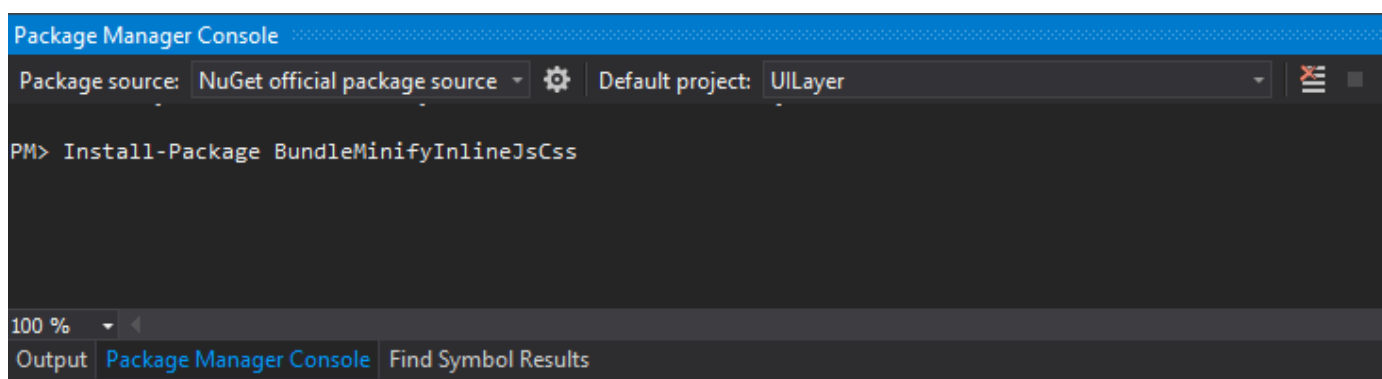 Package Manager Console
Package source: NuGet official package source Default project: UILayer
PM> Install-Package BundleMinifyInlineJsCss
100 %
Output Package Manager Console Find Symbol Results